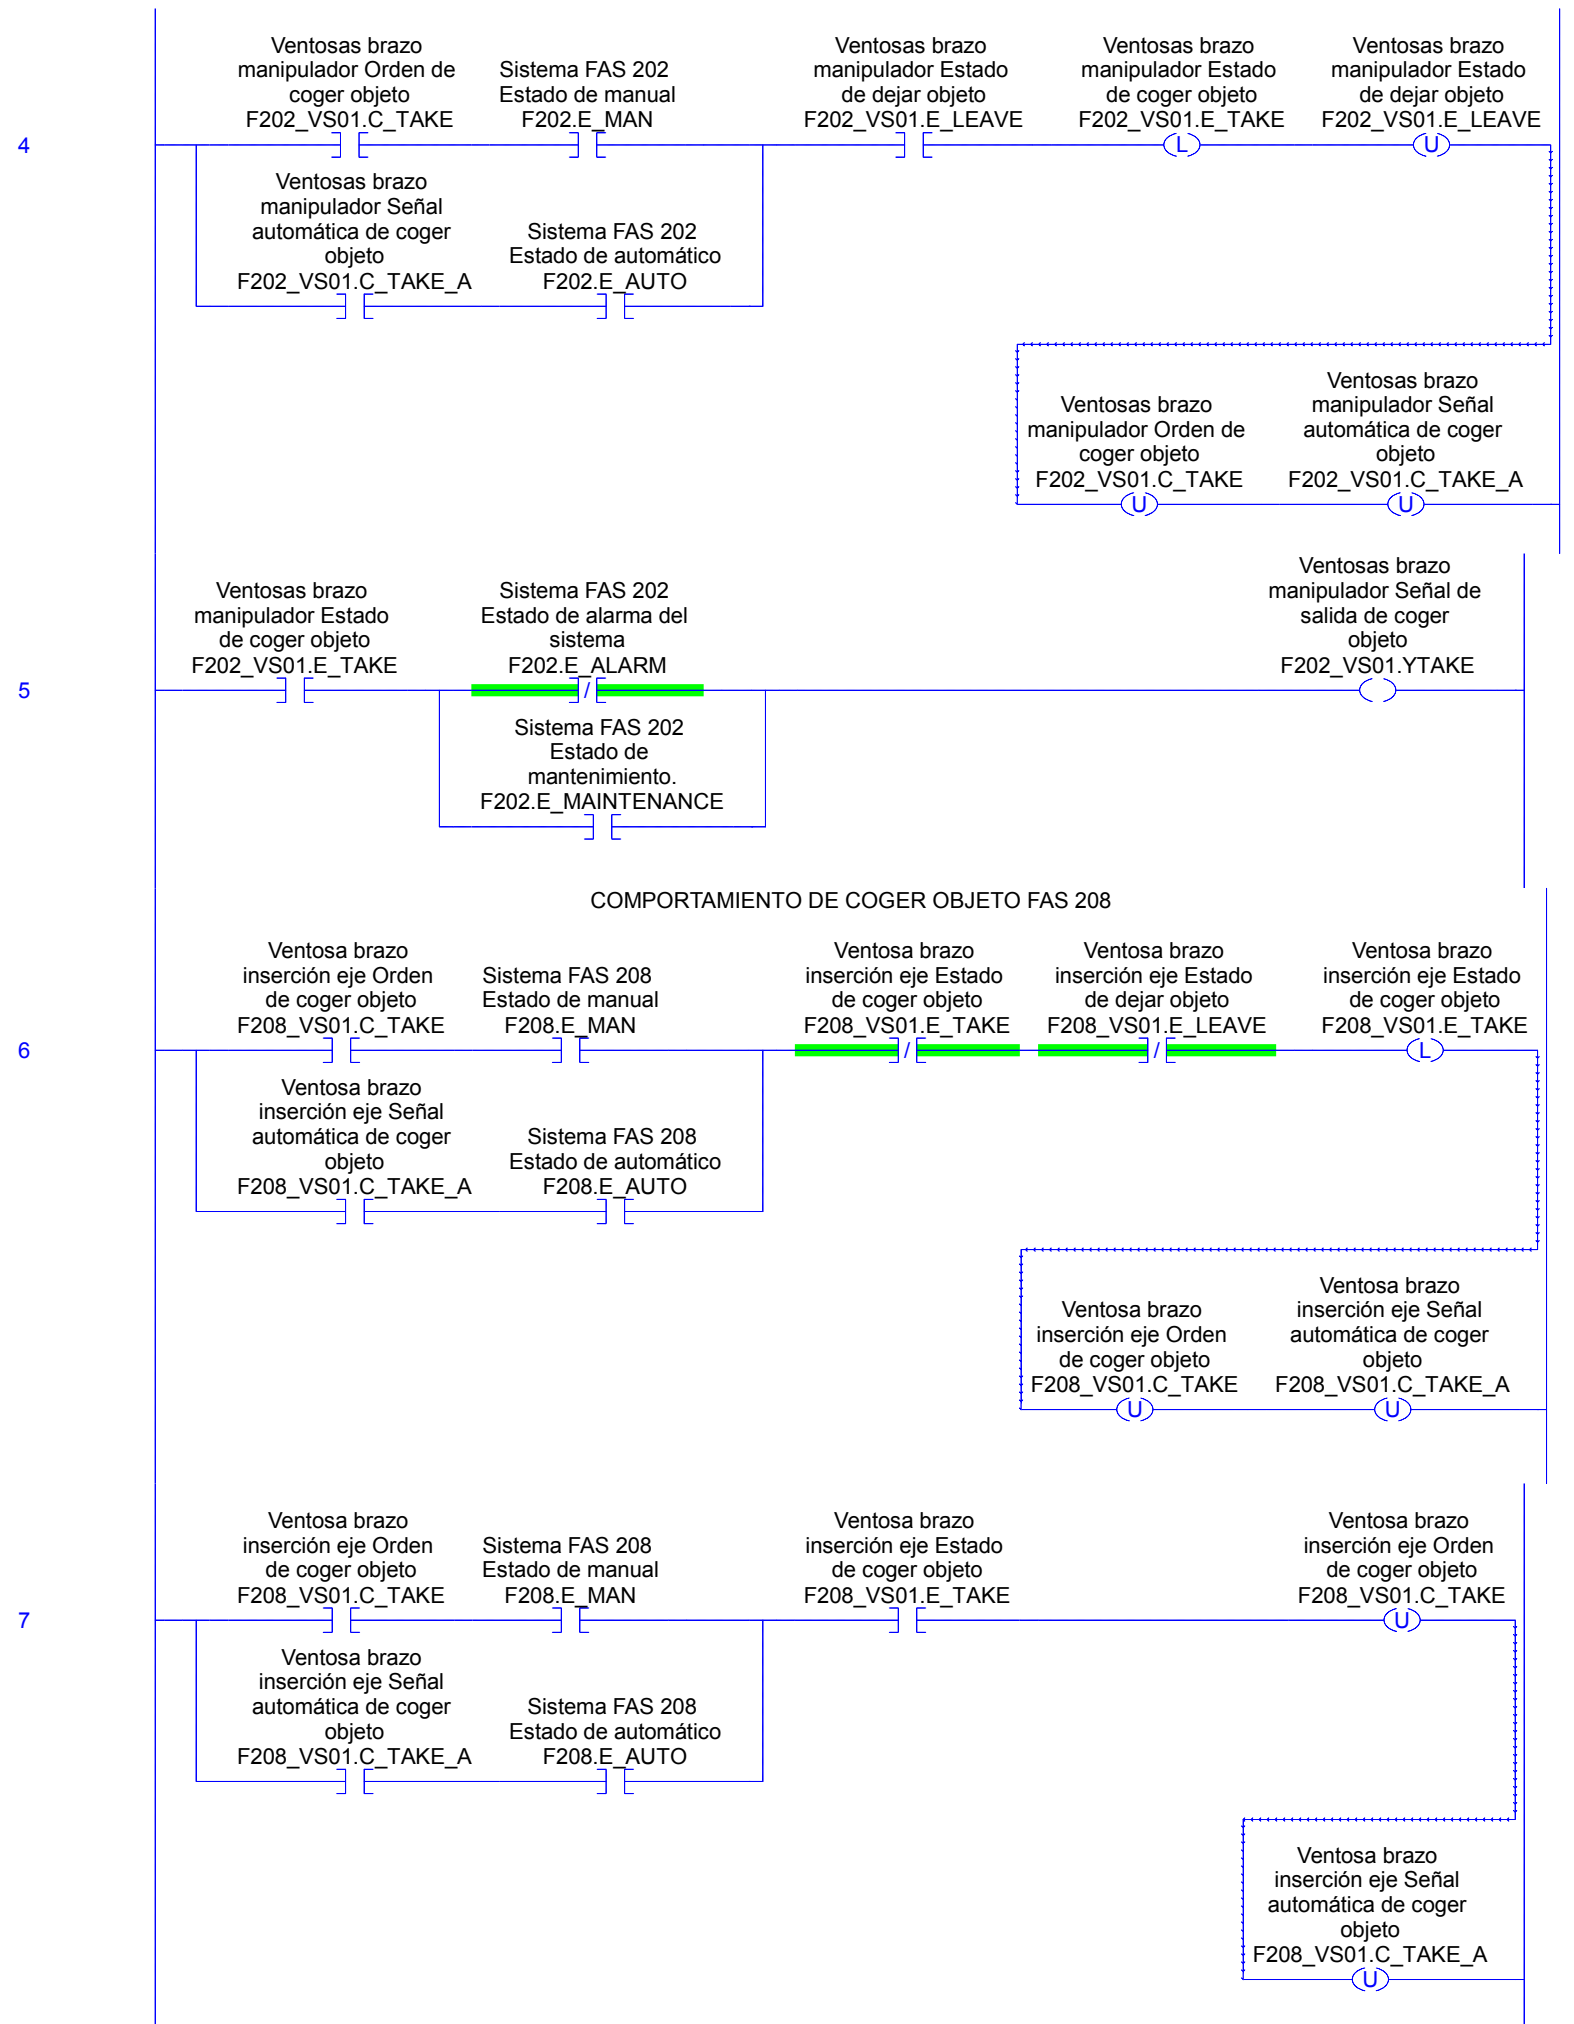 Ventosas brazo
manipulador Orden de
coger objeto
F202_VS01.C_TAKE
Sistema FAS 202
Estado de manual
F202.E_MAN
Ventosas brazo
manipulador Estado
de dejar objeto
F202_VS01.E_LEAVE
Ventosas brazo
manipulador Estado
de coger objeto
F202_VS01.E_TAKE
Ventosas brazo
manipulador Estado
de dejar objeto
F202_VS01.E_LEAVE
4
L
U
Ventosas brazo
manipulador Señal
automática de coger
objeto
F202_VS01.C_TAKE_A
Sistema FAS 202
Estado de automático
F202.E_AUTO
Ventosas brazo
manipulador Orden de
coger objeto
F202_VS01.C_TAKE
U
Ventosas brazo
manipulador Señal
automática de coger
objeto
F202_VS01.C_TAKE_A
U
Ventosas brazo
manipulador Estado
de coger objeto
F202_VS01.E_TAKE
Sistema FAS 202
Estado de alarma del
sistema
F202.E_ALARM
Ventosas brazo
manipulador Señal de
salida de coger
objeto
F202_VS01.YTAKE
5
/
Sistema FAS 202
Estado de
mantenimiento.
F202.E_MAINTENANCE
COMPORTAMIENTO DE COGER OBJETO FAS 208
Ventosa brazo
inserción eje Orden
de coger objeto
F208_VS01.C_TAKE
Sistema FAS 208
Estado de manual
F208.E_MAN
Ventosa brazo
inserción eje Estado
de coger objeto
F208_VS01.E_TAKE
Ventosa brazo
inserción eje Estado
de dejar objeto
F208_VS01.E_LEAVE
Ventosa brazo
inserción eje Estado
de coger objeto
F208_VS01.E_TAKE
6
/
/
L
Ventosa brazo
inserción eje Señal
automática de coger
objeto
F208_VS01.C_TAKE_A
Sistema FAS 208
Estado de automático
F208.E_AUTO
Ventosa brazo
inserción eje Orden
de coger objeto
F208_VS01.C_TAKE
U
Ventosa brazo
inserción eje Señal
automática de coger
objeto
F208_VS01.C_TAKE_A
U
Ventosa brazo
inserción eje Orden
de coger objeto
F208_VS01.C_TAKE
Sistema FAS 208
Estado de manual
F208.E_MAN
Ventosa brazo
inserción eje Estado
de coger objeto
F208_VS01.E_TAKE
Ventosa brazo
inserción eje Orden
de coger objeto
F208_VS01.C_TAKE
7
U
Ventosa brazo
inserción eje Señal
automática de coger
objeto
F208_VS01.C_TAKE_A
Sistema FAS 208
Estado de automático
F208.E_AUTO
Ventosa brazo
inserción eje Señal
automática de coger
objeto
F208_VS01.C_TAKE_A
U